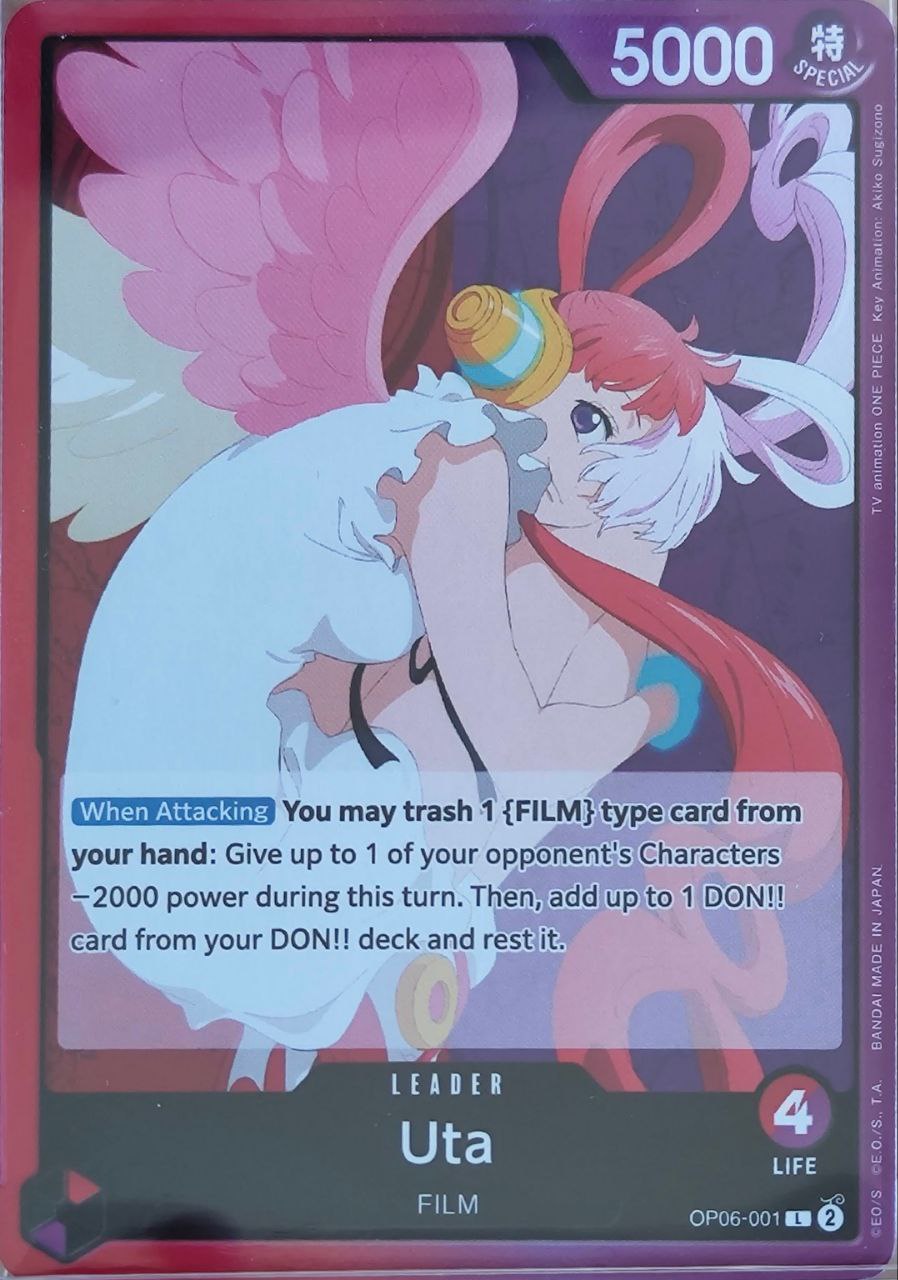 5000
特
SPECIAL
TV animation ONE PIECE Key Animation: Akiko Sugizono
When Attacking You may trash 1 {FILM} type card from
your hand: Give up to 1 of your opponent's Characters
−2000 power during this turn. Then, add up to 1 DON!!
card from your DON!! deck and rest it.
LEADER
Uta
FILM
4
LIFE
OP06-001 L 2
©EO/S ©E.O./S., T.A. BANDAI MADE IN JAPAN